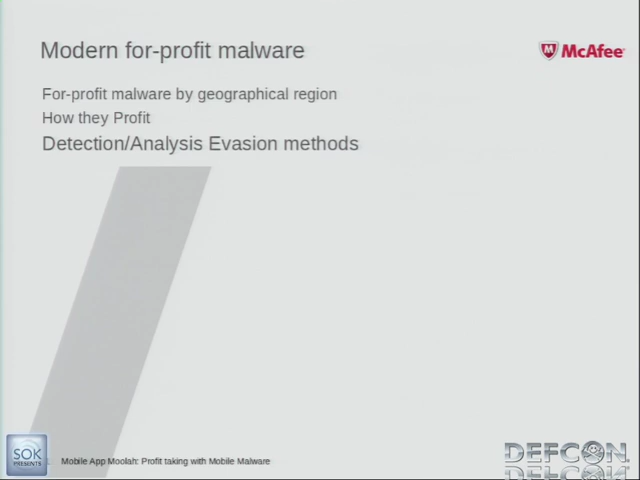 Modern for-profit malware
McAfee
For-profit malware by geographical region
How they Profit
Detection/Analysis Evasion methods
SOK
PRESENTS
Mobile App Moolah: Profit taking with Mobile Malware
DEFCON